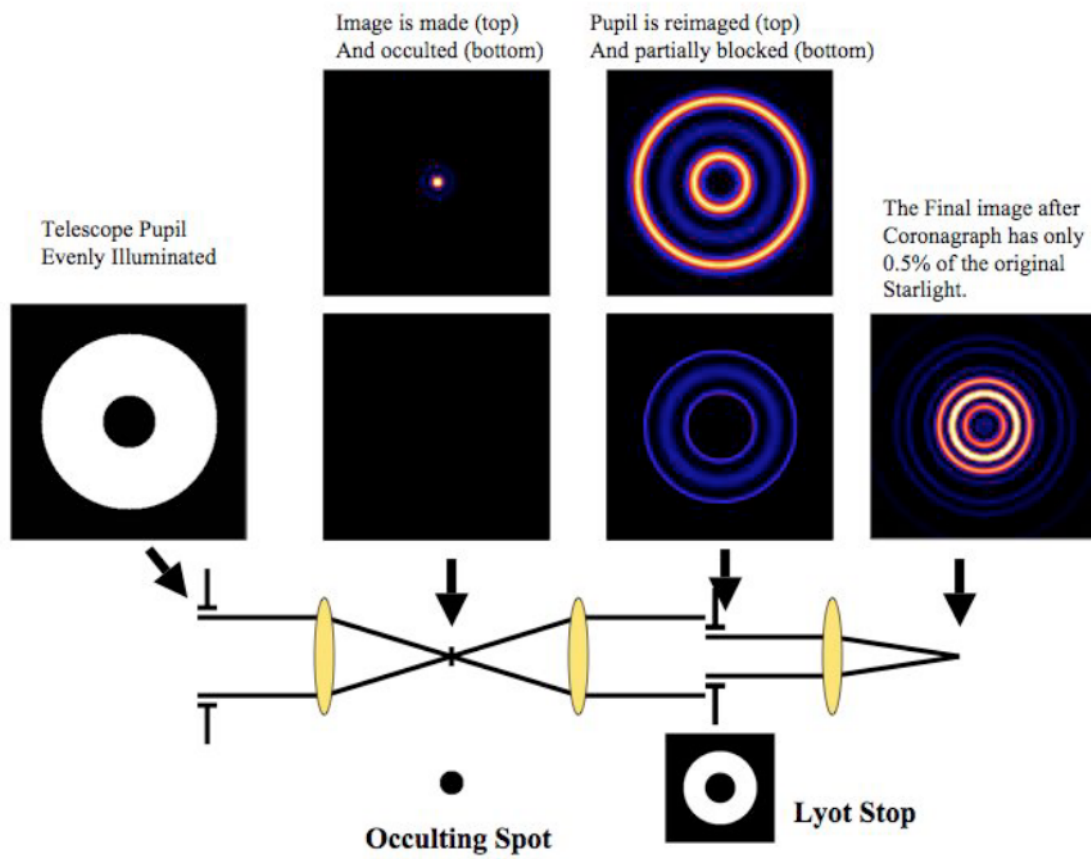 Image is made (top)
And occulted (bottom)
Pupil is reimaged (top)
And partially blocked (bottom)
Telescope Pupil
Evenly Illuminated
The Final image after
Coronagraph has only
0.5% of the original
Starlight.
Occulting Spot
Lyot Stop